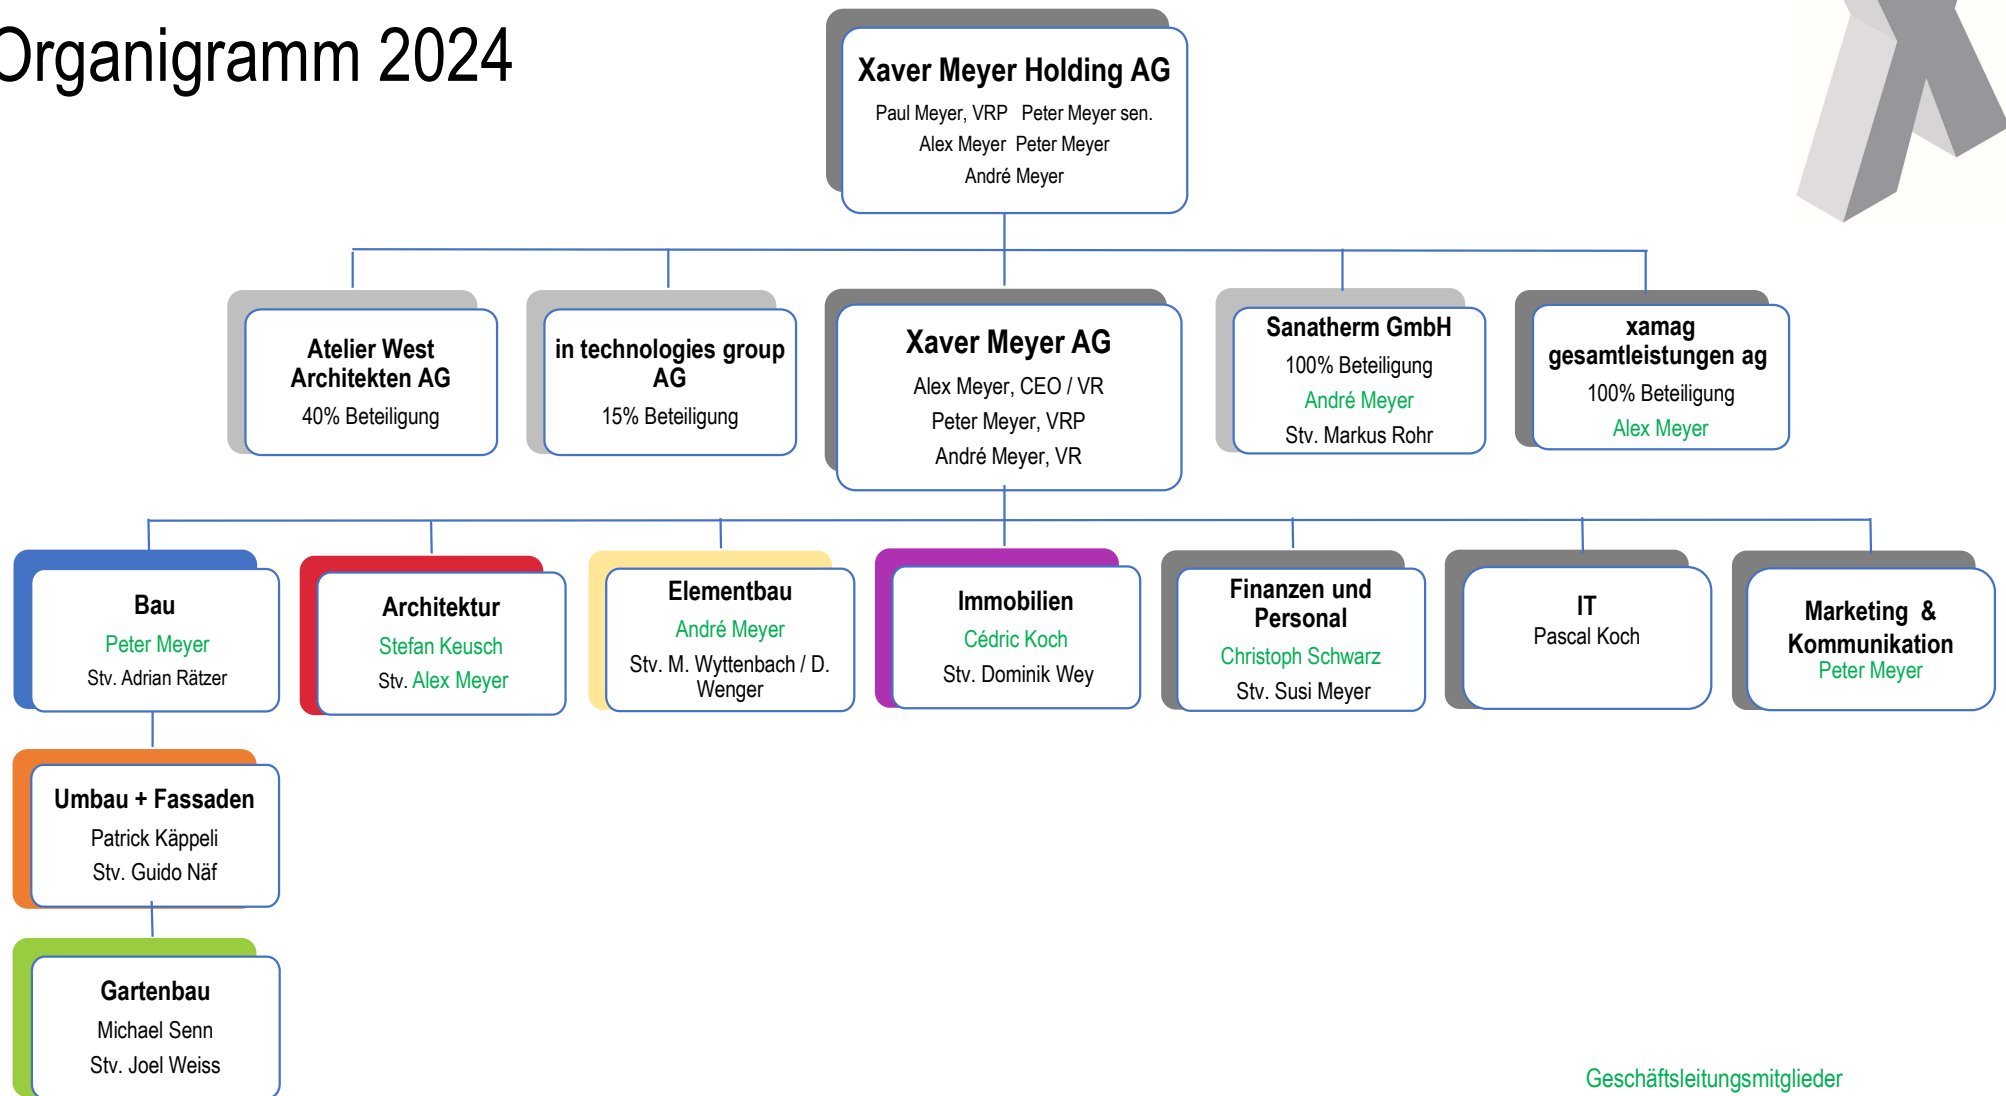 Organigramm 2024
Xaver Meyer Holding AG
Paul Meyer, VRP Peter Meyer sen.
Alex Meyer Peter Meyer
André Meyer
Atelier West
Architekten AG
40% Beteiligung
in technologies group
AG
15% Beteiligung
Xaver Meyer AG
Alex Meyer, CEO / VR
Peter Meyer, VRP
André Meyer, VR
Sanatherm GmbH
100% Beteiligung
André Meyer
Stv. Markus Rohr
xamag
gesamtleistungen ag
100% Beteiligung
Alex Meyer
Bau
Peter Meyer
Stv. Adrian Rätzer
Architektur
Stefan Keusch
Stv. Alex Meyer
Elementbau
André Meyer
Stv. M. Wyttenbach / D.
Wenger
Immobilien
Cédric Koch
Stv. Dominik Wey
Finanzen und
Personal
Christoph Schwarz
Stv. Susi Meyer
IT
Pascal Koch
Marketing &
Kommunikation
Peter Meyer
Umbau + Fassaden
Patrick Käppeli
Stv. Guido Näf
Gartenbau
Michael Senn
Stv. Joel Weiss
Geschäftsleitungsmitglieder